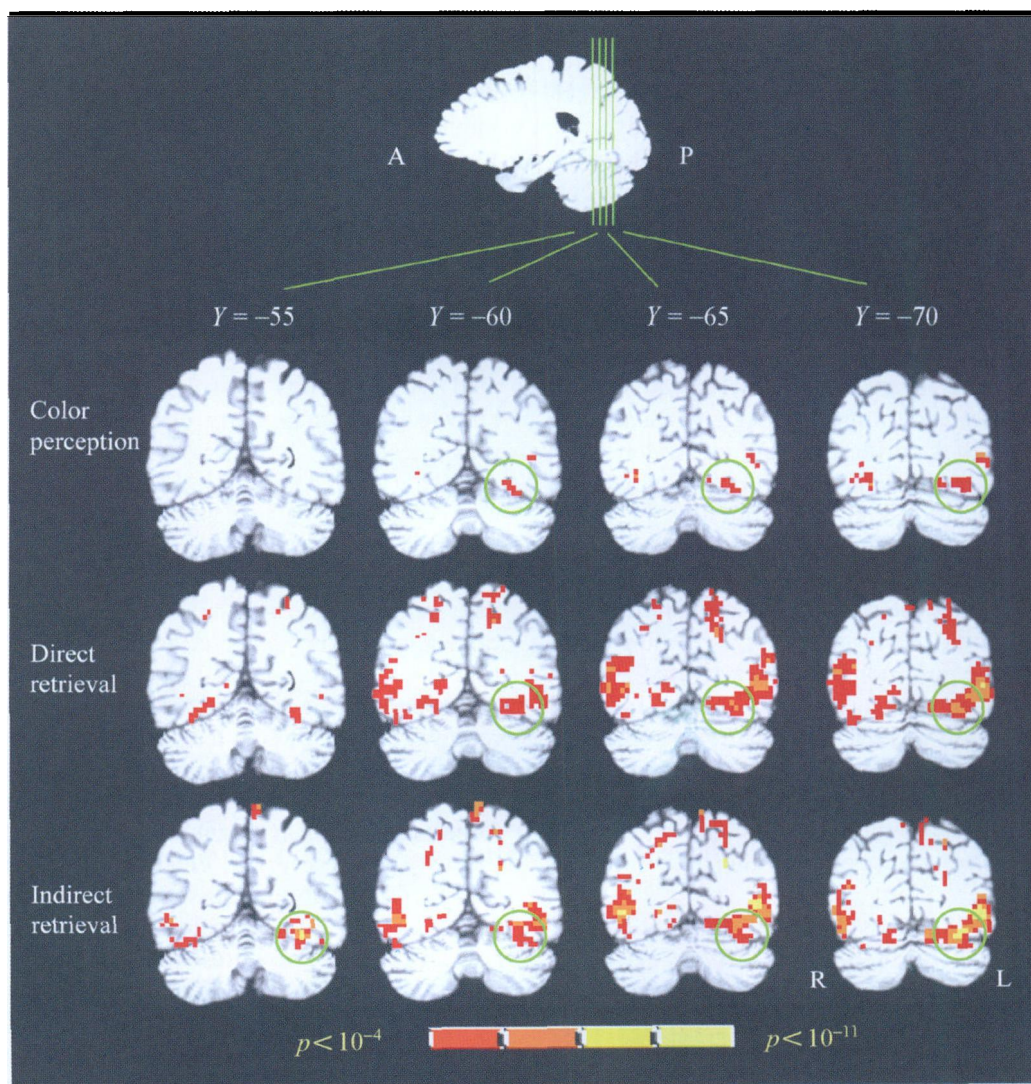 A P
Y = –55 Y = –60 Y = –65 Y = –70
Color
perception
Direct
retrieval
Indirect
retrieval
R L
p < 10⁻⁴ p < 10⁻¹¹